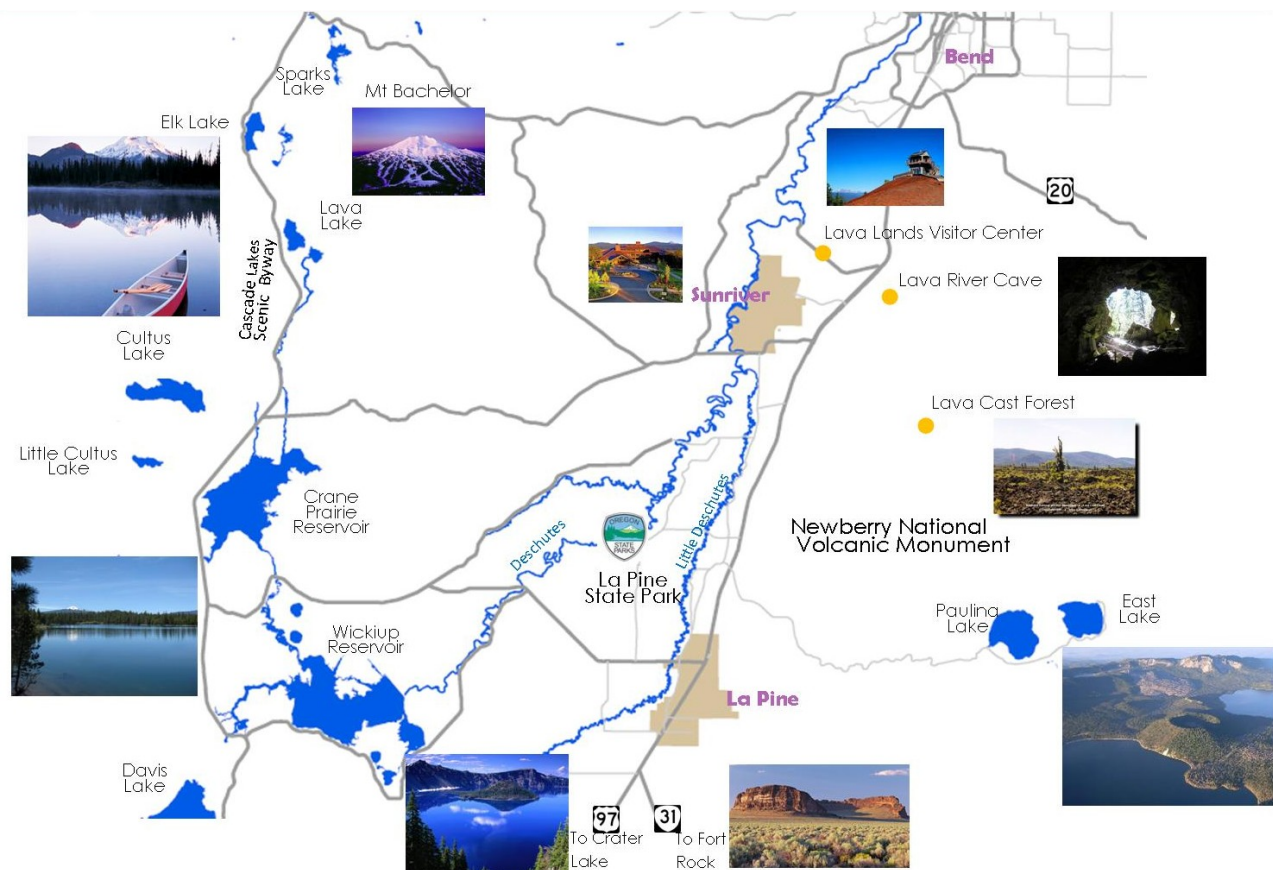 Bend
Sparks
Lake
Mt Bachelor
Elk Lake
20
Lava
Lake
Lava Lands Visitor Center
Cascade Lakes
Scenic Byway
Lava River Cave
Sunriver
Cultus
Lake
Lava Cast Forest
Little Cultus
Lake
Crane
Prairie
Reservoir
Deschutes
OREGON
STATE
PARKS
Little Deschutes
Newberry National
Volcanic Monument
La Pine
State Park
Paulina
Lake
East
Lake
Wickiup
Reservoir
La Pine
Davis
Lake
97
31
To Crater
Lake
To Fort
Rock